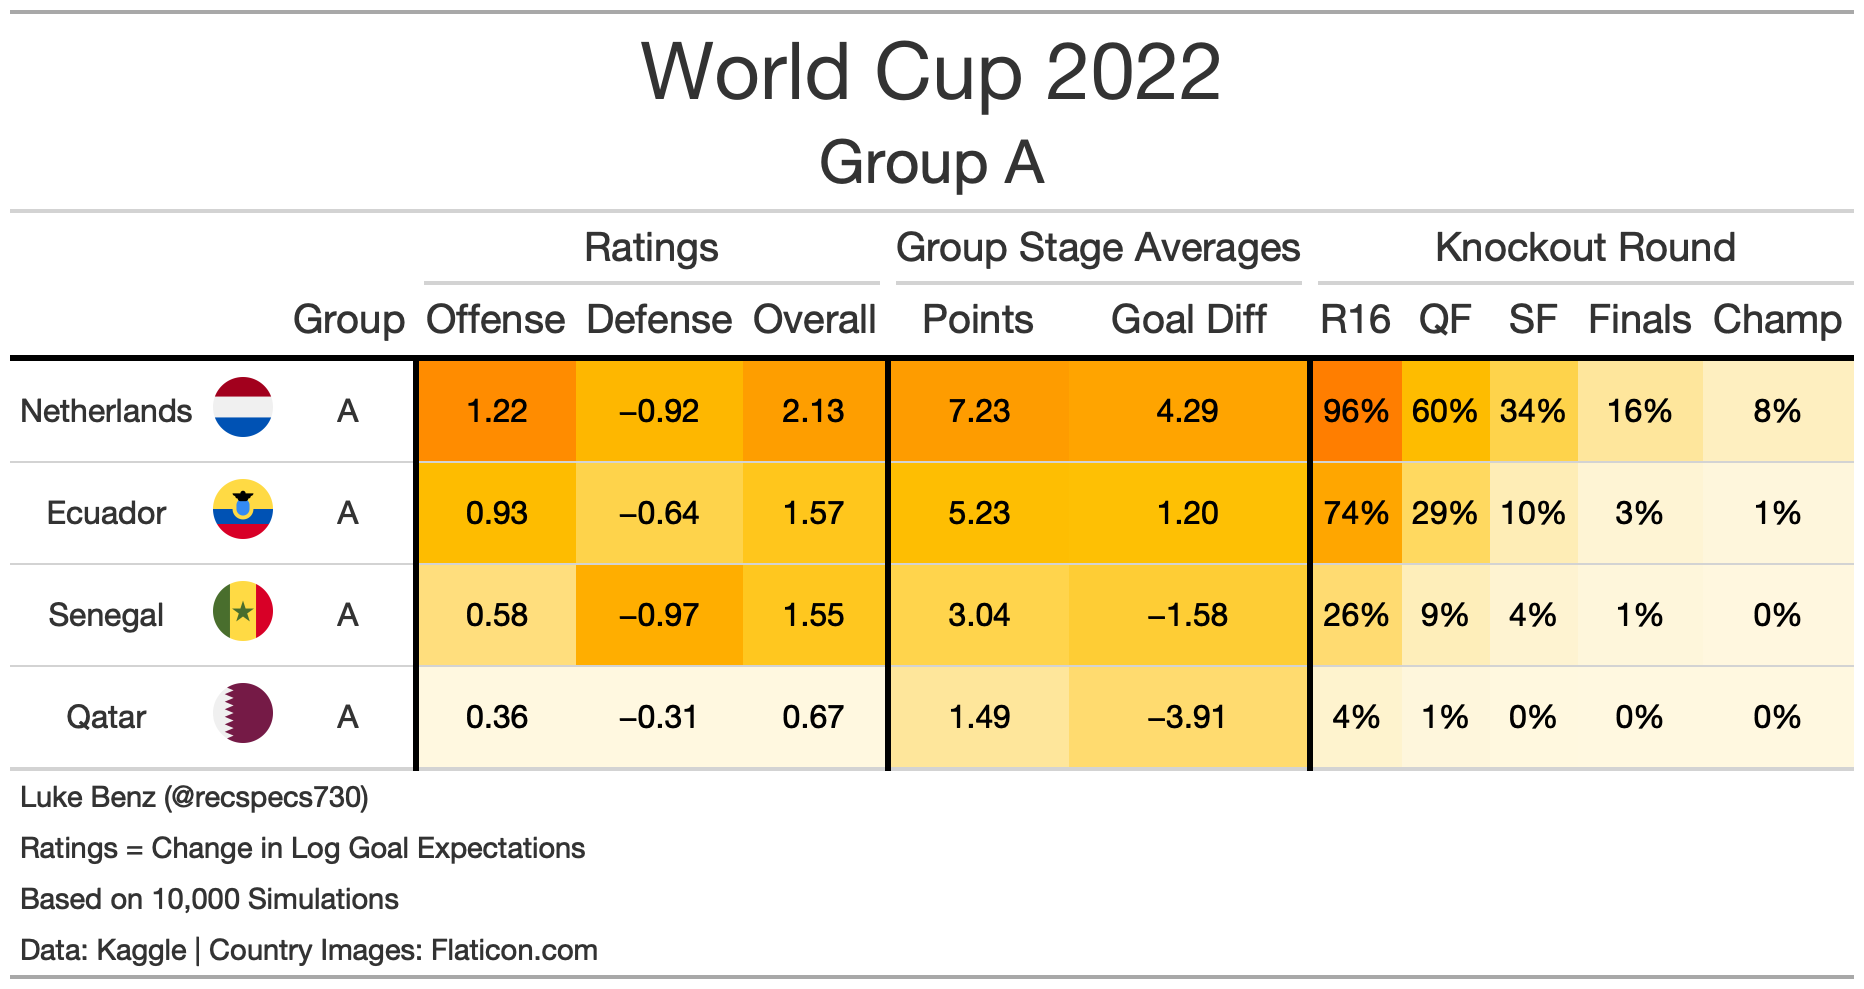 World Cup 2022
Group A
Ratings Group Stage Averages Knockout Round
Group Offense Defense Overall Points Goal Diff R16 QF SF Finals Champ
Netherlands A 1.22 −0.92 2.13 7.23 4.29 96% 60% 34% 16% 8%
Ecuador A 0.93 −0.64 1.57 5.23 1.20 74% 29% 10% 3% 1%
Senegal A 0.58 −0.97 1.55 3.04 −1.58 26% 9% 4% 1% 0%
Qatar A 0.36 −0.31 0.67 1.49 −3.91 4% 1% 0% 0% 0%
Luke Benz (@recspecs730)
Ratings = Change in Log Goal Expectations
Based on 10,000 Simulations
Data: Kaggle | Country Images: Flaticon.com